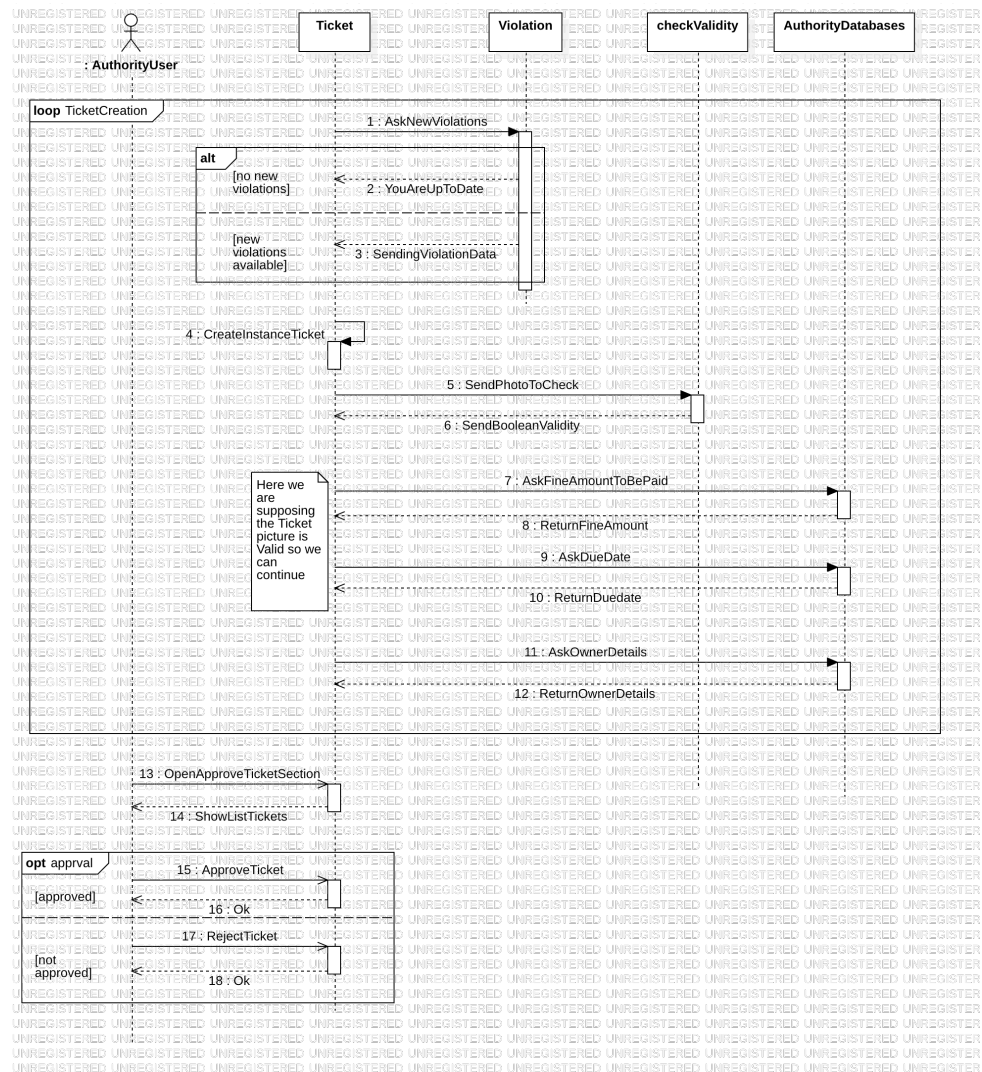 Ticket
Violation
checkValidity
AuthorityDatabases
: AuthorityUser
loop TicketCreation
1 : AskNewViolations
alt
[no new
violations]
2 : YouAreUpToDate
[new
violations
available]
3 : SendingViolationData
4 : CreateInstanceTicket
5 : SendPhotoToCheck
6 : SendBooleanValidity
Here we
are
supposing
the Ticket
picture is
Valid so we
can
continue
7 : AskFineAmountToBePaid
8 : ReturnFineAmount
9 : AskDueDate
10 : ReturnDuedate
11 : AskOwnerDetails
12 : ReturnOwnerDetails
13 : OpenApproveTicketSection
14 : ShowListTickets
opt apprval
15 : ApproveTicket
[approved]
16 : Ok
17 : RejectTicket
[not
approved]
18 : Ok
UNREGISTERED